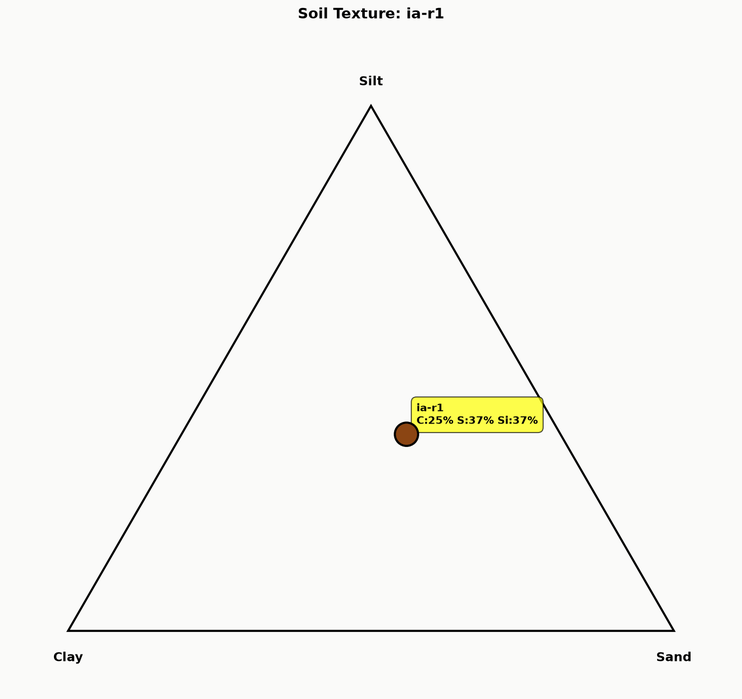 Soil Texture: ia-r1
Silt
ia-r1
C:25% S:37% Si:37%
Clay
Sand